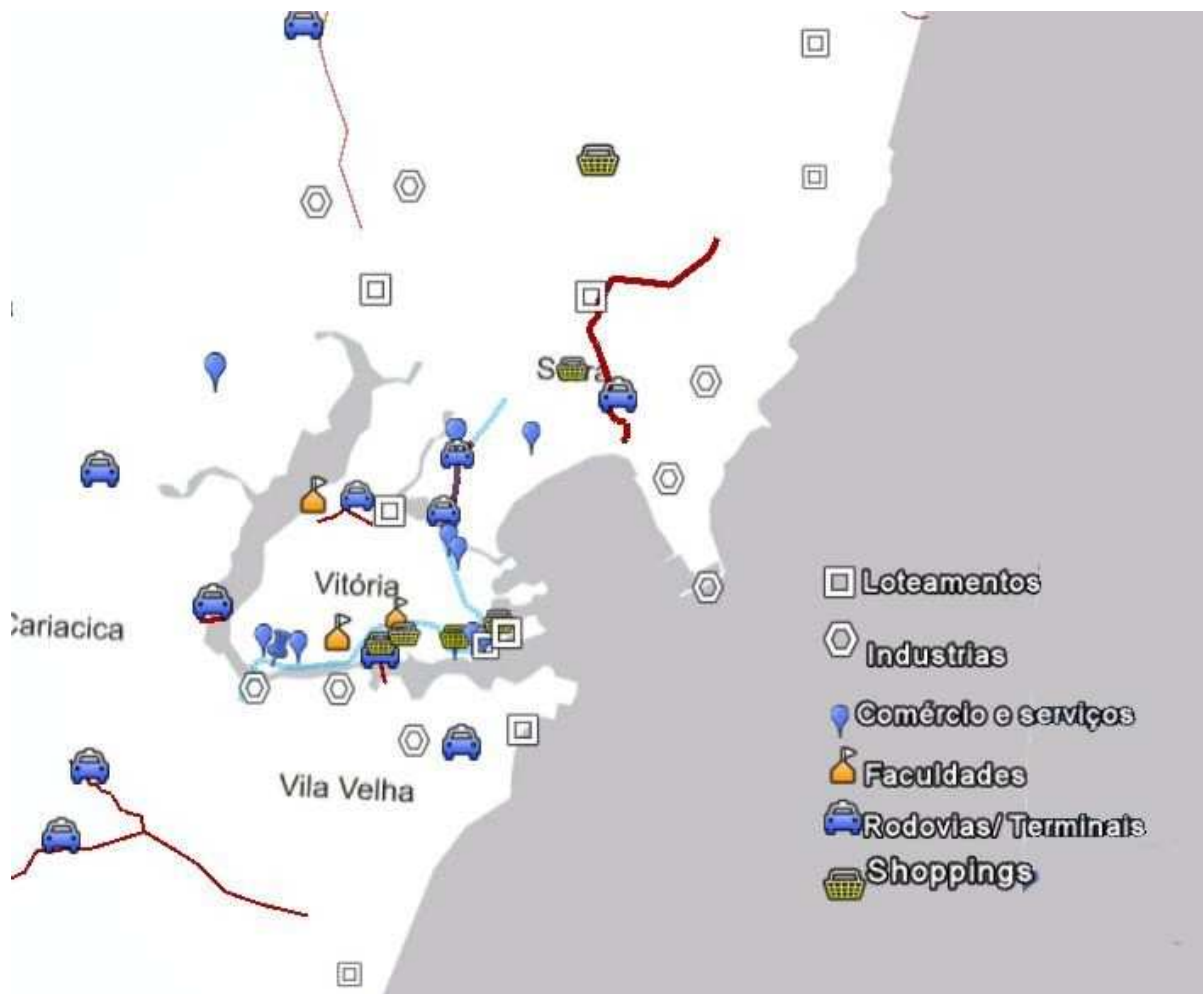 Vitória
Cariacica
Vila Velha
Loteamentos
Industrias
Comércio e serviços
Faculdades
Rodovias/ Terminais
Shoppings